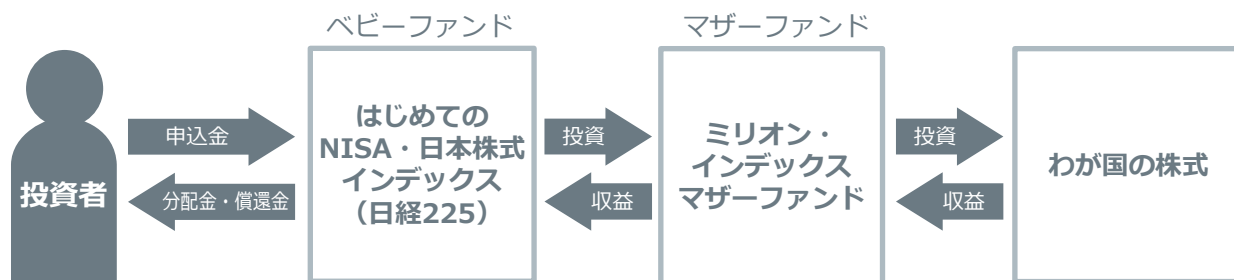 ベビーファンド
マザーファンド
投資者
申込金
分配金・償還金
はじめての
NISA・日本株式
インデックス
（日経225）
投資
収益
ミリオン・
インデックス
マザーファンド
投資
収益
わが国の株式